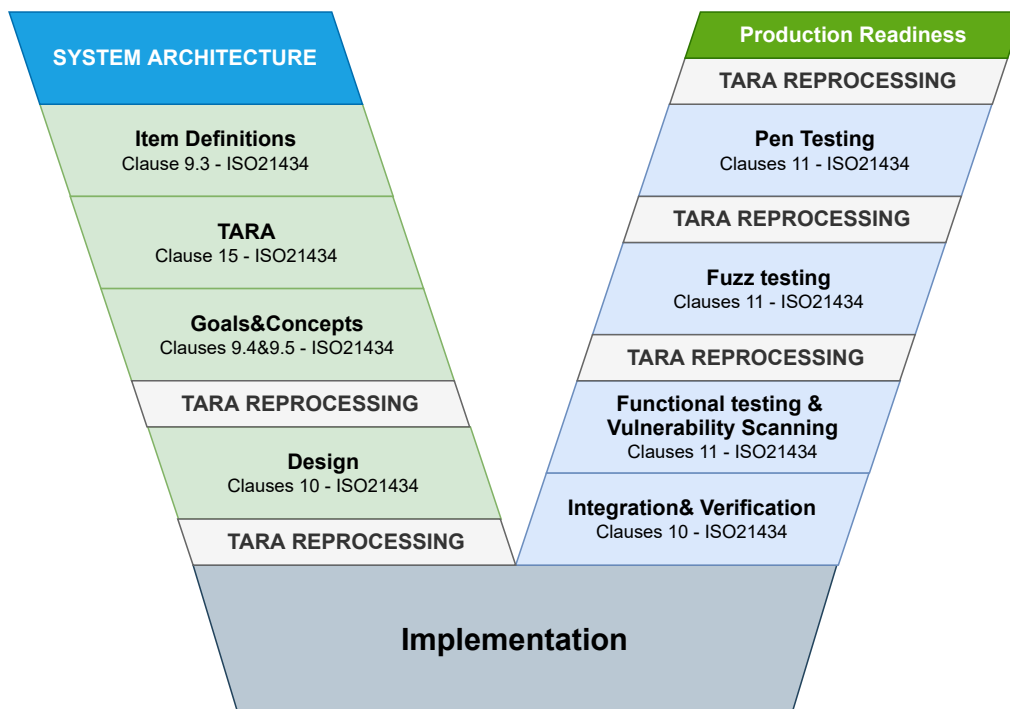 SYSTEM ARCHITECTURE
Item Definitions
Clause 9.3 - ISO21434
TARA
Clause 15 - ISO21434
Goals&Concepts
Clauses 9.4&9.5 - ISO21434
TARA REPROCESSING
Design
Clauses 10 - ISO21434
TARA REPROCESSING
Implementation
Production Readiness
TARA REPROCESSING
Pen Testing
Clauses 11 - ISO21434
TARA REPROCESSING
Fuzz testing
Clauses 11 - ISO21434
TARA REPROCESSING
Functional testing &
Vulnerability Scanning
Clauses 11 - ISO21434
Integration& Verification
Clauses 10 - ISO21434